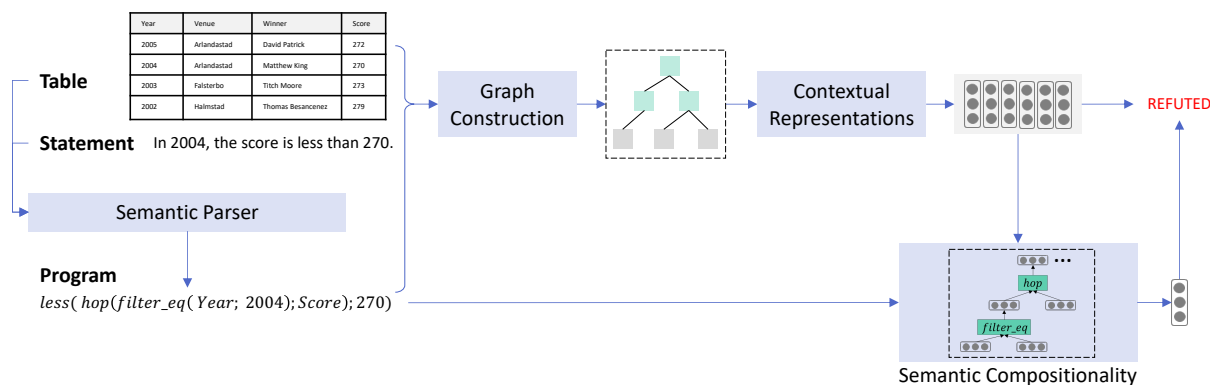 Year Venue Winner Score
2005 Arlandastad David Patrick 272
2004 Arlandastad Matthew King 270
2003 Falsterbo Titch Moore 273
2002 Halmstad Thomas Besancenez 279
Table
Statement In 2004, the score is less than 270.
Semantic Parser
Program
less( hop(filter_eq( Year; 2004); Score); 270)
Graph
Construction
Contextual
Representations
REFUTED
...
hop
filter_eq
Semantic Compositionality